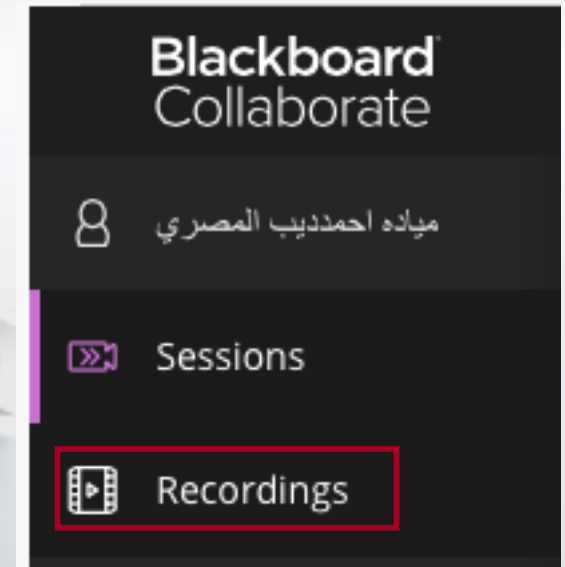 Blackboard
Collaborate
مياده احمدديب المصري
Sessions
Recordings